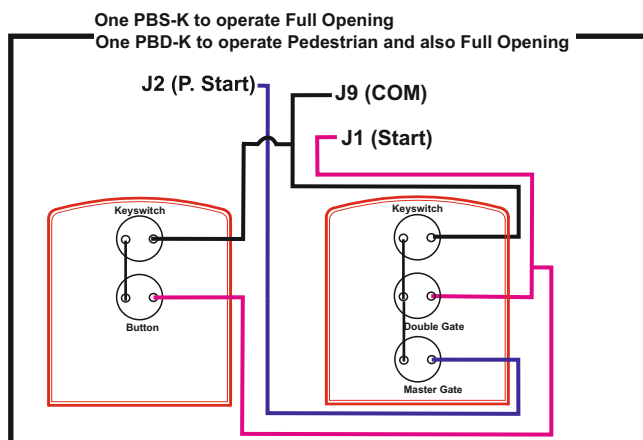 One PBS-K to operate Full Opening
One PBD-K to operate Pedestrian and also Full Opening
J2 (P. Start)
J9 (COM)
J1 (Start)
Keyswitch
Button
Keyswitch
Double Gate
Master Gate